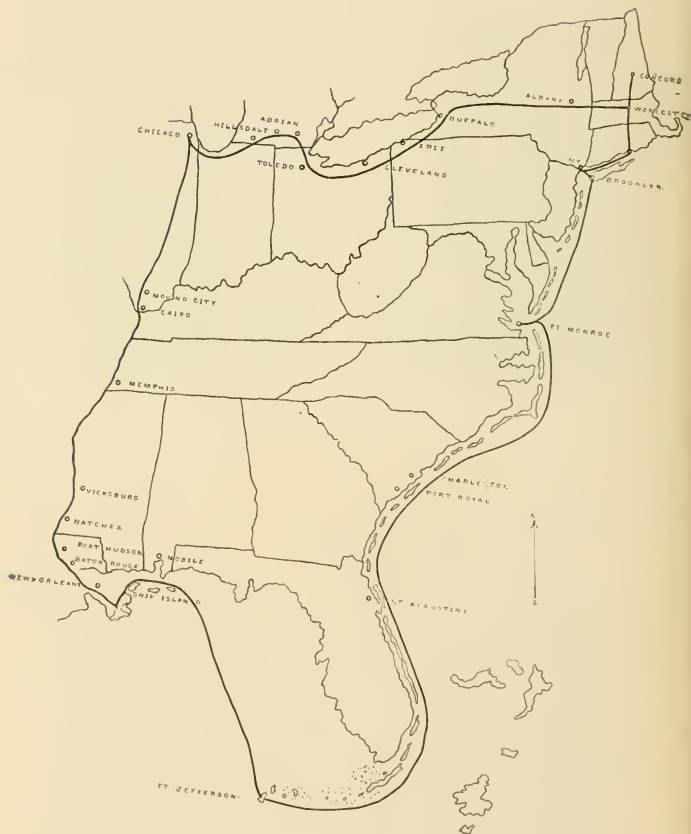 CONCORD
ALBANY
WORCESTER
ADRIAN
HILLSDALE
CHICAGO
BUFFALO
ERIE
TOLEDO
CLEVELAND
N.Y.
BROOKLYN.
MOUND CITY
CAIRO
FT MONROE
MEMPHIS
CHARLESTON
PORT ROYAL
VICKSBURG
N
NATCHEZ
PORT HUDSON
MOBILE
BATON ROUGE
NEW ORLEANS
SHIP ISLAND
ST AUGUSTINE
S
FT JEFFERSON